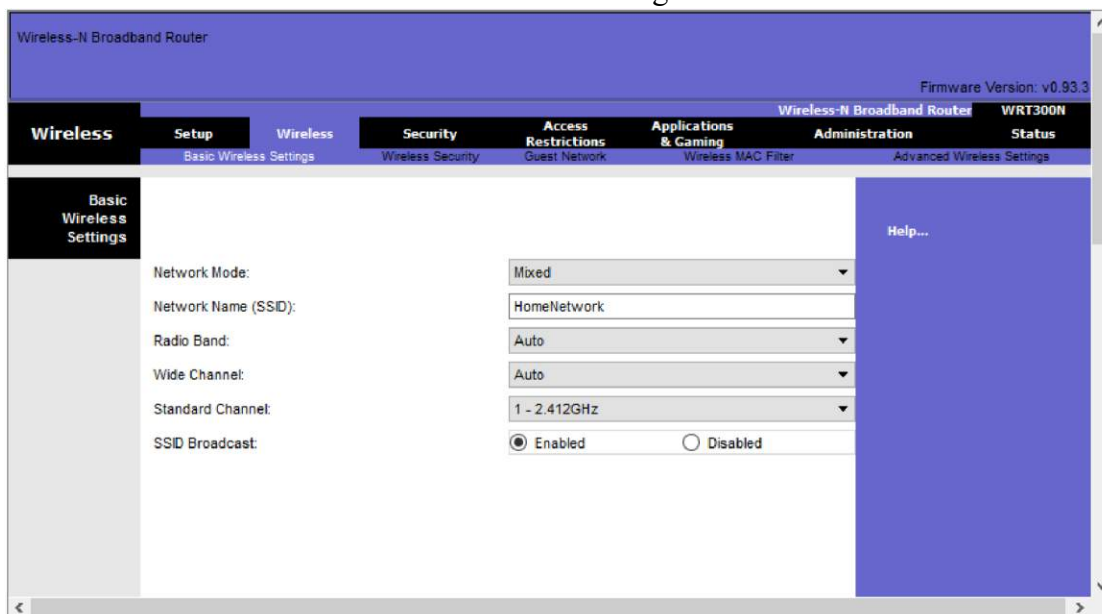 Wireless-N Broadband Router
Firmware Version: v0.93.3
Wireless-N Broadband Router WRT300N
Wireless Setup Wireless Security Access Restrictions Applications & Gaming Administration Status
Basic Wireless Settings Wireless Security Guest Network Wireless MAC Filter Advanced Wireless Settings
Basic
Wireless
Settings
Help...
Network Mode: Mixed
Network Name (SSID): HomeNetwork
Radio Band: Auto
Wide Channel: Auto
Standard Channel: 1 - 2.412GHz
SSID Broadcast: Enabled Disabled